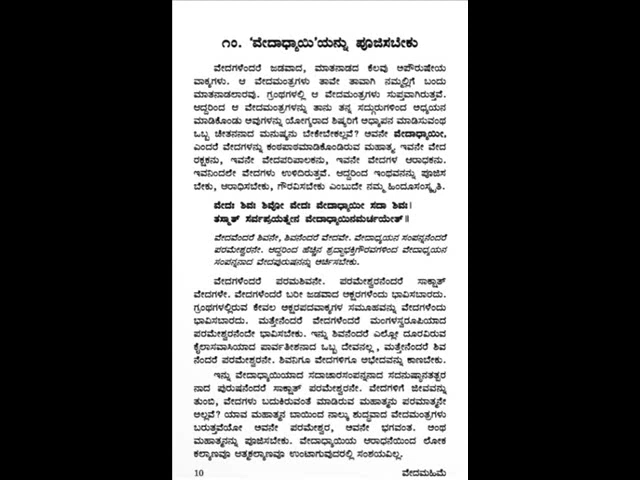 ೧೦. 'ವೇದಾಧ್ಯಾಯಿ'ಯನ್ನು ಪೂಜಿಸಬೇಕು
ವೇದಗಳೆಂದರೆ ಜಡವಾದ, ಮಾತನಾಡದ ಕೆಲವು ಅಪೌರುಷೇಯ
ವಾಕ್ಯಗಳು. ಆ ವೇದಮಂತ್ರಗಳು ತಾವೇ ತಾವಾಗಿ ನಮ್ಮಲ್ಲಿಗೆ ಬಂದು
ಮಾತನಾಡಲಾರವು. ಗ್ರಂಥಗಳಲ್ಲಿ ಆ ವೇದಮಂತ್ರಗಳು ಸುಪ್ತವಾಗಿರುತ್ತವೆ.
ಆದ್ದರಿಂದ ಆ ವೇದಮಂತ್ರಗಳನ್ನು ತಾನು ತನ್ನ ಸದ್ಗುರುಗಳಿಂದ ಅಧ್ಯಯನ
ಮಾಡಿಕೊಂಡು ಅವುಗಳನ್ನು ಯೋಗ್ಯರಾದ ಶಿಷ್ಯರಿಗೆ ಅಧ್ಯಾಪನ ಮಾಡಿಸುವಂಥ
ಒಬ್ಬ ಚೇತನನಾದ ಮನುಷ್ಯನು ಬೇಕೇಬೇಕಲ್ಲವೆ? ಅವನೇ ವೇದಾಧ್ಯಾಯೀ,
ಎಂದರೆ ವೇದಗಳನ್ನು ಕಂಠಪಾಠಮಾಡಿಕೊಂಡಿರುವ ಮಹಾತ್ಮ. ಇವನೇ ವೇದ
ರಕ್ಷಕನು, ಇವನೇ ವೇದಪರಿಪಾಲಕನು, ಇವನೇ ವೇದಗಳ ಆರಾಧಕನು.
ಇವನಿಂದಲೇ ವೇದಗಳು ಉಳಿದಿರುತ್ತವೆ. ಆದ್ದರಿಂದ ಇಂಥವನನ್ನು ಪೂಜಿಸ
ಬೇಕು, ಆರಾಧಿಸಬೇಕು, ಗೌರವಿಸಬೇಕು ಎಂಬುದೇ ನಮ್ಮ ಹಿಂದೂಸಂಸ್ಕೃತಿ.
ವೇದಃ ಶಿವಃ ಶಿವೋ ವೇದಃ ವೇದಾಧ್ಯಾಯೀ ಸದಾ ಶಿವಃ।
ತಸ್ಮಾತ್ ಸರ್ವಪ್ರಯತ್ನೇನ ವೇದಾಧ್ಯಾಯಿನಮರ್ಚಯೇತ್॥
ವೇದವೆಂದರೆ ಶಿವನೇ, ಶಿವನೆಂದರೆ ವೇದವೇ. ವೇದಾಧ್ಯಯನ ಸಂಪನ್ನನೆಂದರೆ
ಪರಮೇಶ್ವರನೇ. ಆದ್ದರಿಂದ ಹೆಚ್ಚಿನ ಶ್ರದ್ಧಾಭಕ್ತಿಗೌರವಗಳಿಂದ ವೇದಾಧ್ಯಯನ
ಸಂಪನ್ನನಾದ ವೇದಪುರುಷನನ್ನು ಅರ್ಚಿಸಬೇಕು.
ವೇದಗಳೆಂದರೆ ಪರಮಶಿವನೇ. ಪರಮೇಶ್ವರನೆಂದರೆ ಸಾಕ್ಷಾತ್
ವೇದಗಳೇ. ವೇದಗಳೆಂದರೆ ಬರೀ ಜಡವಾದ ಅಕ್ಷರಗಳೆಂದು ಭಾವಿಸಬಾರದು.
ಗ್ರಂಥಗಳಲ್ಲಿರುವ ಕೇವಲ ಅಕ್ಷರಪದವಾಕ್ಯಗಳ ಸಮೂಹವನ್ನು ವೇದಗಳೆಂದು
ಭಾವಿಸಬಾರದು. ಮತ್ತೇನೆಂದರೆ ವೇದಗಳೆಂದರೆ ಮಂಗಳಸ್ವರೂಪಿಯಾದ
ಪರಮೇಶ್ವರನೆಂದೇ ಭಾವಿಸಬೇಕು. ಇನ್ನು ಶಿವನೆಂದರೆ ಎಲ್ಲೋ ದೂರವಿರುವ
ಕೈಲಾಸವಾಸಿಯಾದ ಪಾರ್ವತೀಶನಾದ ಒಬ್ಬ ದೇವನಲ್ಲ, ಮತ್ತೇನೆಂದರೆ ಶಿವ
ನೆಂದರೆ ಪರಮೇಶ್ವರನೇ. ಶಿವನಿಗೂ ವೇದಗಳಿಗೂ ಅಭೇದವನ್ನು ಕಾಣಬೇಕು.
ಇನ್ನು ವೇದಾಧ್ಯಾಯಿಯಾದ ಸದಾಚಾರಸಂಪನ್ನನಾದ ಸದನುಷ್ಠಾನತತ್ಪರ
ನಾದ ಪುರುಷನೆಂದರೆ ಸಾಕ್ಷಾತ್ ಪರಮೇಶ್ವರನೇ. ವೇದಗಳಿಗೆ ಜೀವವನ್ನು
ತುಂಬಿ, ವೇದಗಳು ಬದುಕಿರುವಂತೆ ಮಾಡಿರುವ ಮಹಾತ್ಮನು ಪರಮಾತ್ಮನೇ
ಅಲ್ಲವೆ? ಯಾವ ಮಹಾತ್ಮನ ಬಾಯಿಂದ ನಾಲ್ಕು ಶುದ್ಧವಾದ ವೇದಮಂತ್ರಗಳು
ಬರುತ್ತವೆಯೋ ಅವನೇ ಪರಮೇಶ್ವರ, ಅವನೇ ಭಗವಂತ. ಅಂಥ
ಮಹಾತ್ಮನನ್ನು ಪೂಜಿಸಬೇಕು. ವೇದಾಧ್ಯಾಯಿಯ ಆರಾಧನೆಯಿಂದ ಲೋಕ
ಕಲ್ಯಾಣವೂ ಆತ್ಮಕಲ್ಯಾಣವೂ ಉಂಟಾಗುವುದರಲ್ಲಿ ಸಂಶಯವಿಲ್ಲ.
10 ವೇದಮಹಿಮೆ